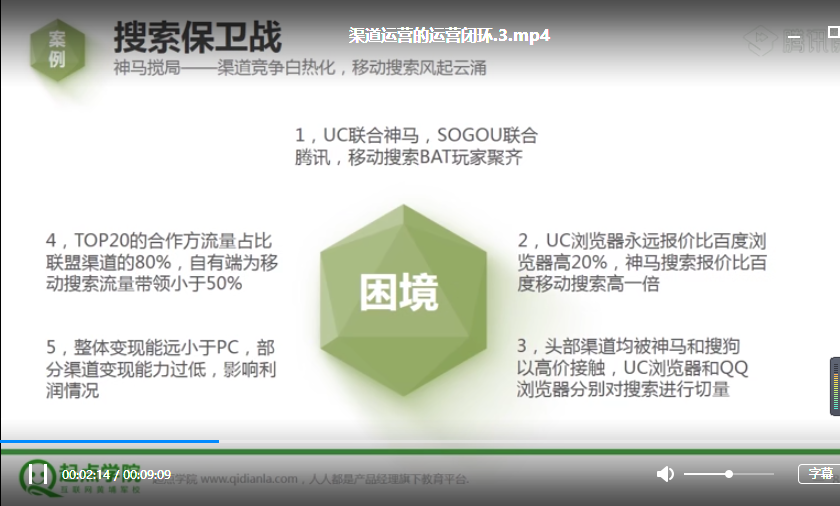 案
例
搜索保卫战
渠道运营的运营闭环.3.mp4
腾讯
神马搅局——渠道竞争白热化，移动搜索风起云涌
1，UC联合神马，SOGOU联合
腾讯，移动搜索BAT玩家聚齐
4，TOP20的合作方流量占比
联盟渠道的80%，自有端为移
动搜索流量带领小于50%
2，UC浏览器永远报价比百度浏
览器高20%，神马搜索报价比百
度移动搜索高一倍
困境
5，整体变现能远小于PC，部
分渠道变现能力过低，影响利
润情况
3，头部渠道均被神马和搜狗
以高价接触，UC浏览器和QQ
浏览器分别对搜索进行切量
起点学院
00:02:14 / 00:09:09
起点学院 www.qidianla.com，人人都是产品经理旗下教育平台.
字幕